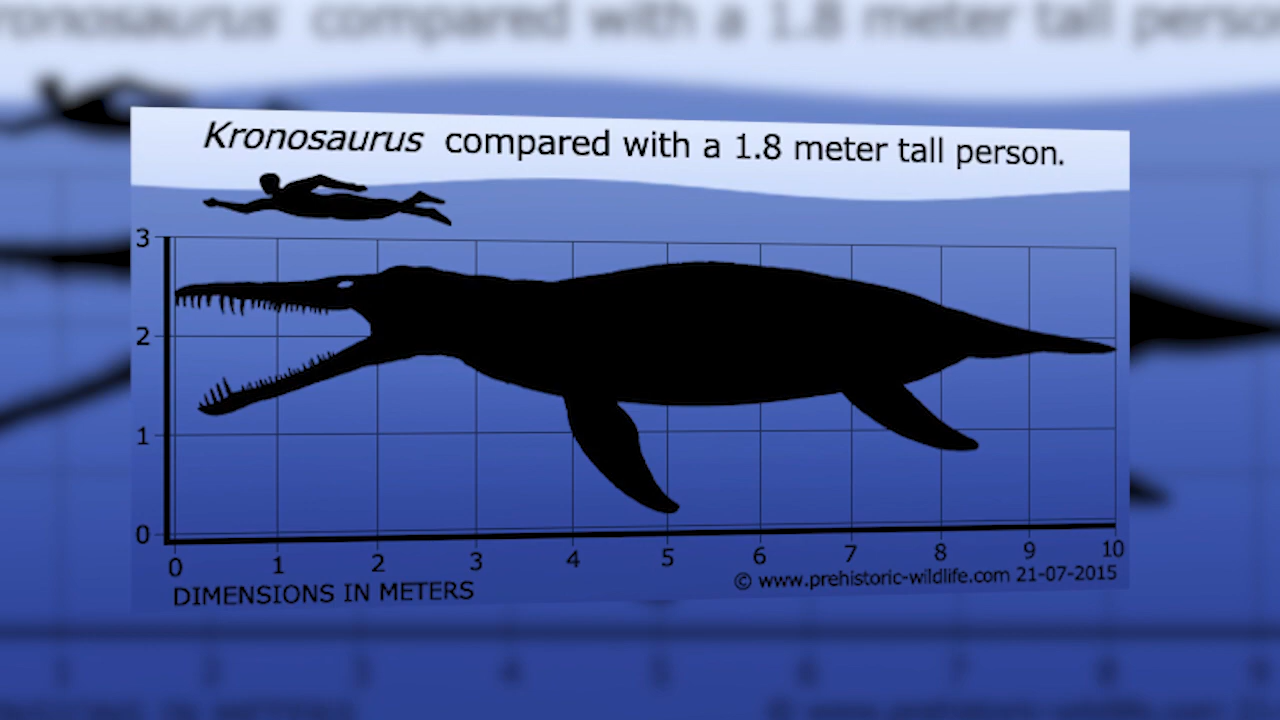 Kronosaurus compared with a 1.8 meter tall person.
3
2
1
0
0 1 2 3 4 5 6 7 8 9 10
DIMENSIONS IN METERS
© www.prehistoric-wildlife.com 21-07-2015